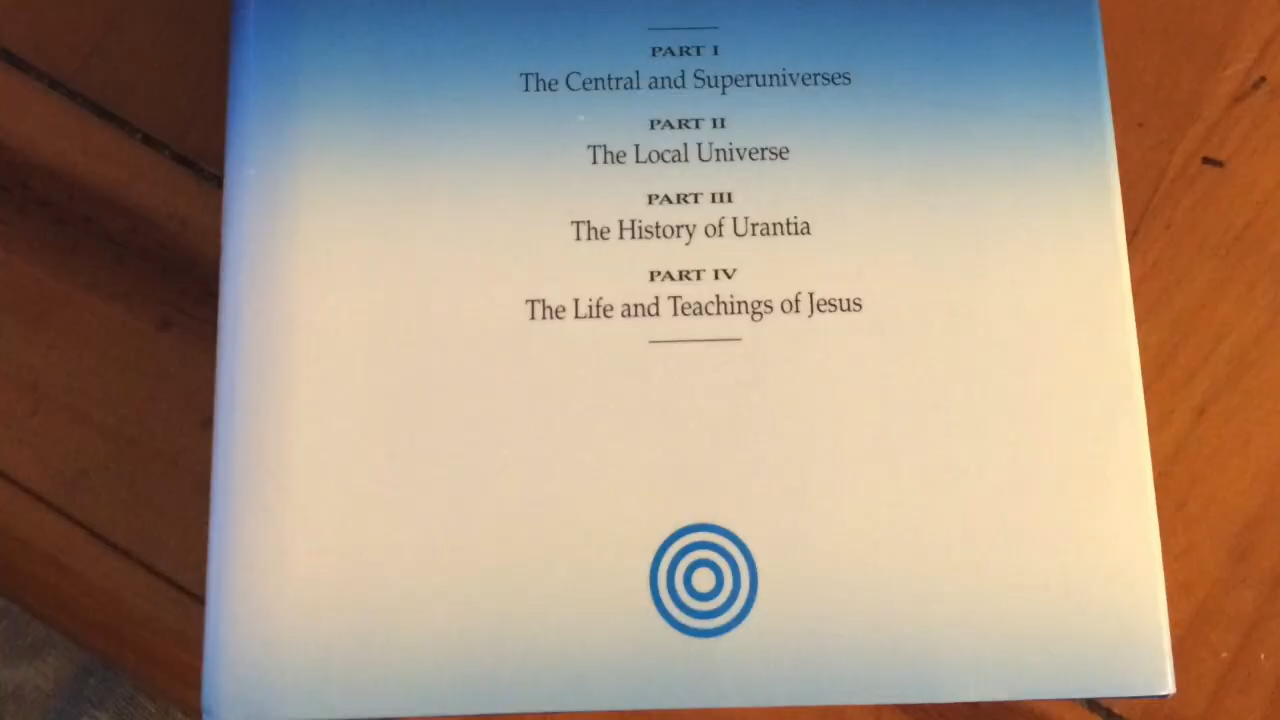 PART I
The Central and Superuniverses
PART II
The Local Universe
PART III
The History of Urantia
PART IV
The Life and Teachings of Jesus